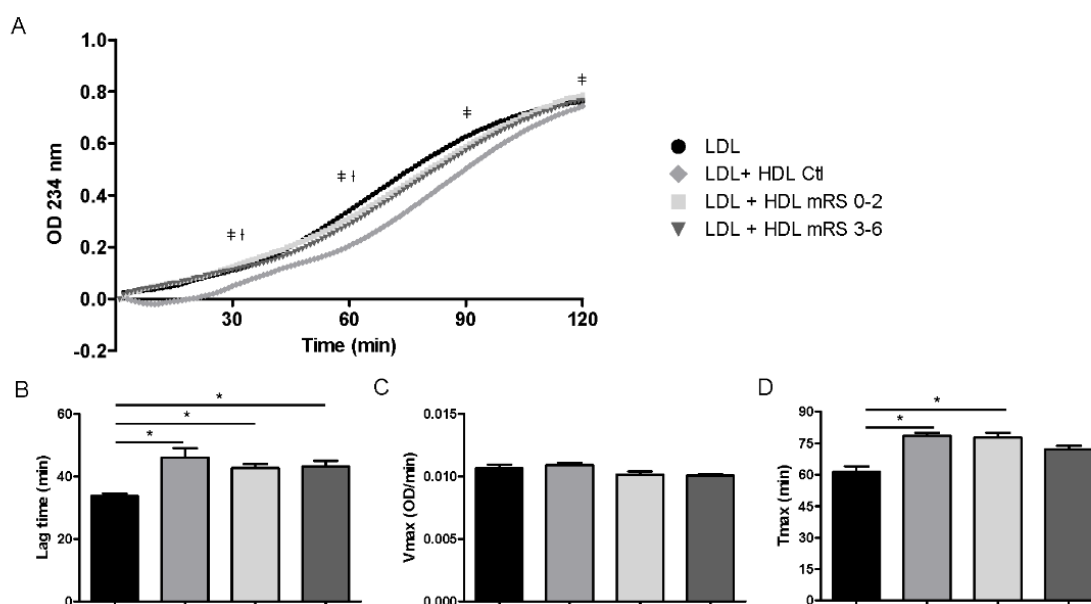 A
OD 234 nm
1.0
0.8
0.6
0.4
0.2
0.0
-0.2
ǂ ƚ
ǂ ƚ
ǂ
ǂ
30
60
90
120
Time (min)
LDL
LDL+ HDL Ctl
LDL + HDL mRS 0-2
LDL + HDL mRS 3-6
B
Lag time (min)
60
40
20
0
*
*
*
C
Vmax (OD/min)
0.015
0.010
0.005
0.000
D
Tmax (min)
90
75
60
45
30
15
0
*
*